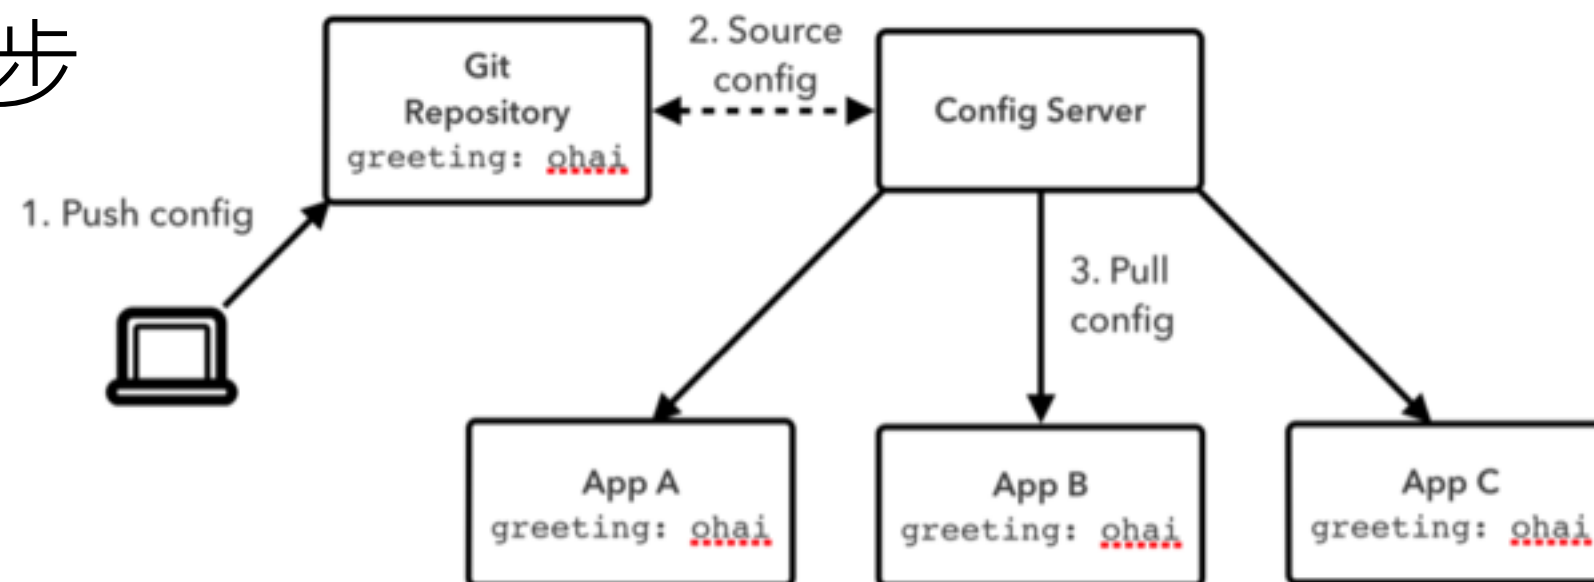 步
Git
Repository
greeting: ohai
2. Source
config
Config Server
1. Push config
3. Pull
config
App A
greeting: ohai
App B
greeting: ohai
App C
greeting: ohai